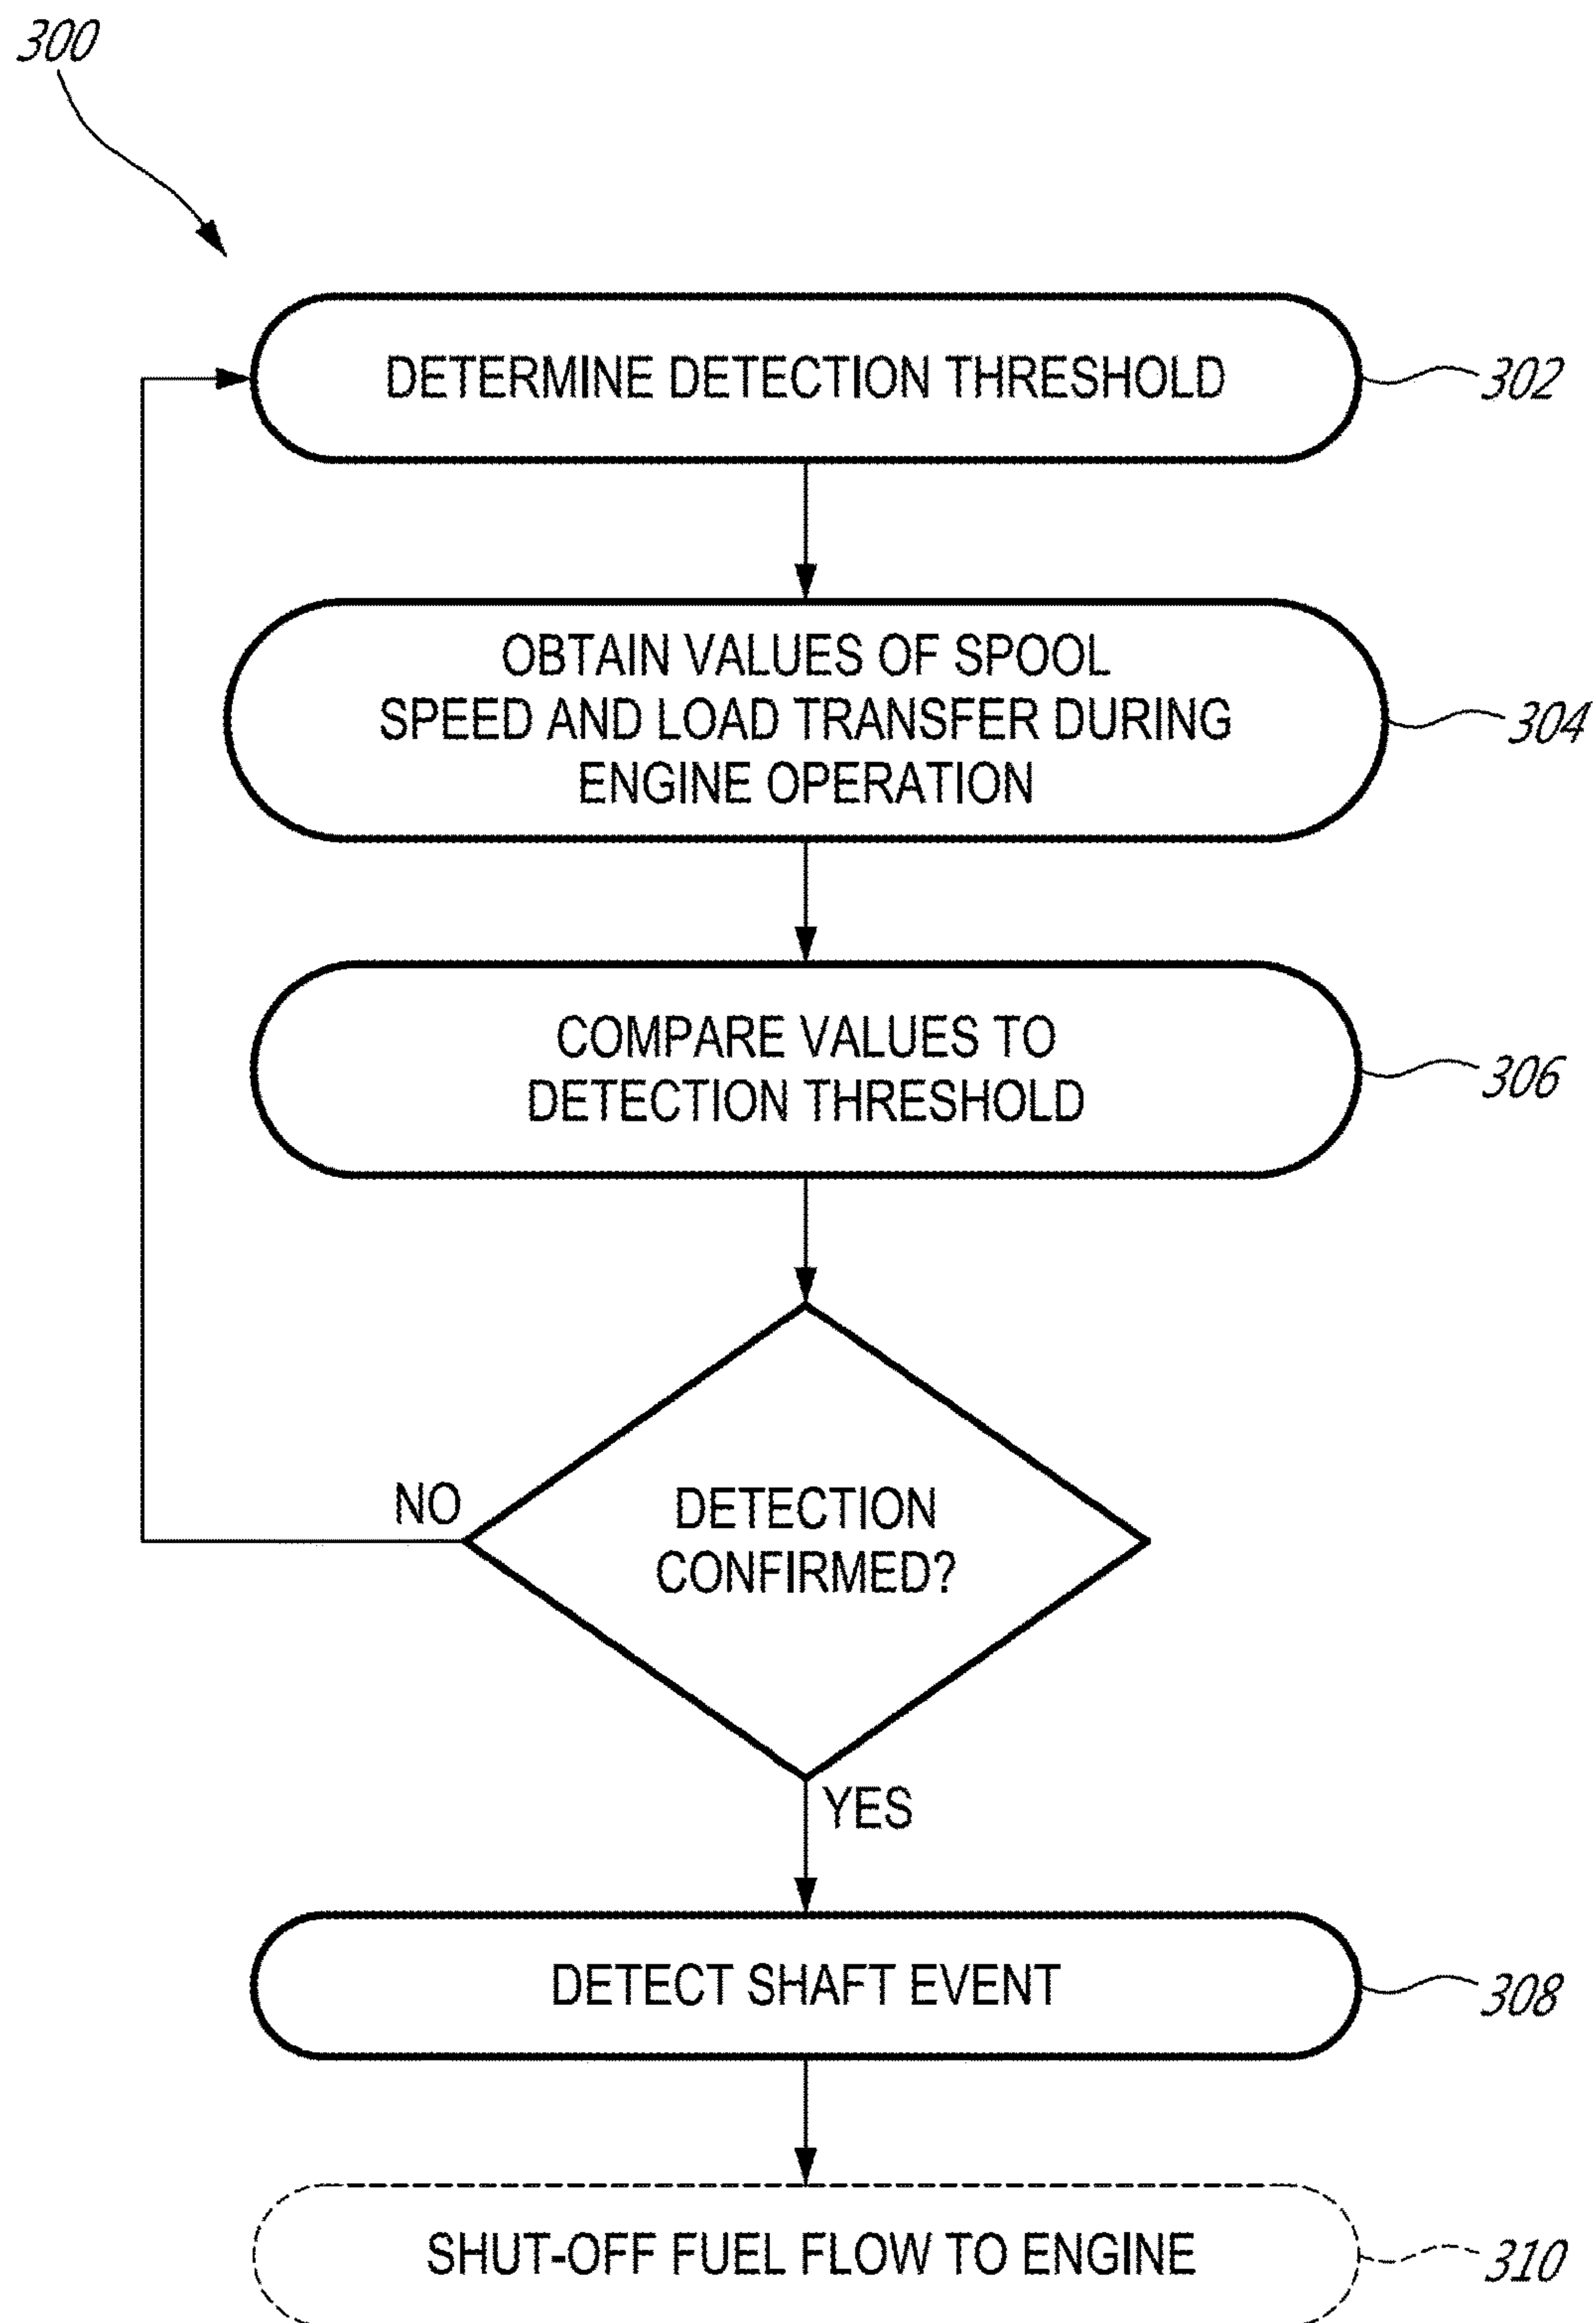 300
DETERMINE DETECTION THRESHOLD
302
OBTAIN VALUES OF SPOOL
SPEED AND LOAD TRANSFER DURING
ENGINE OPERATION
304
COMPARE VALUES TO
DETECTION THRESHOLD
306
NO
DETECTION
CONFIRMED?
YES
DETECT SHAFT EVENT
308
SHUT-OFF FUEL FLOW TO ENGINE
310